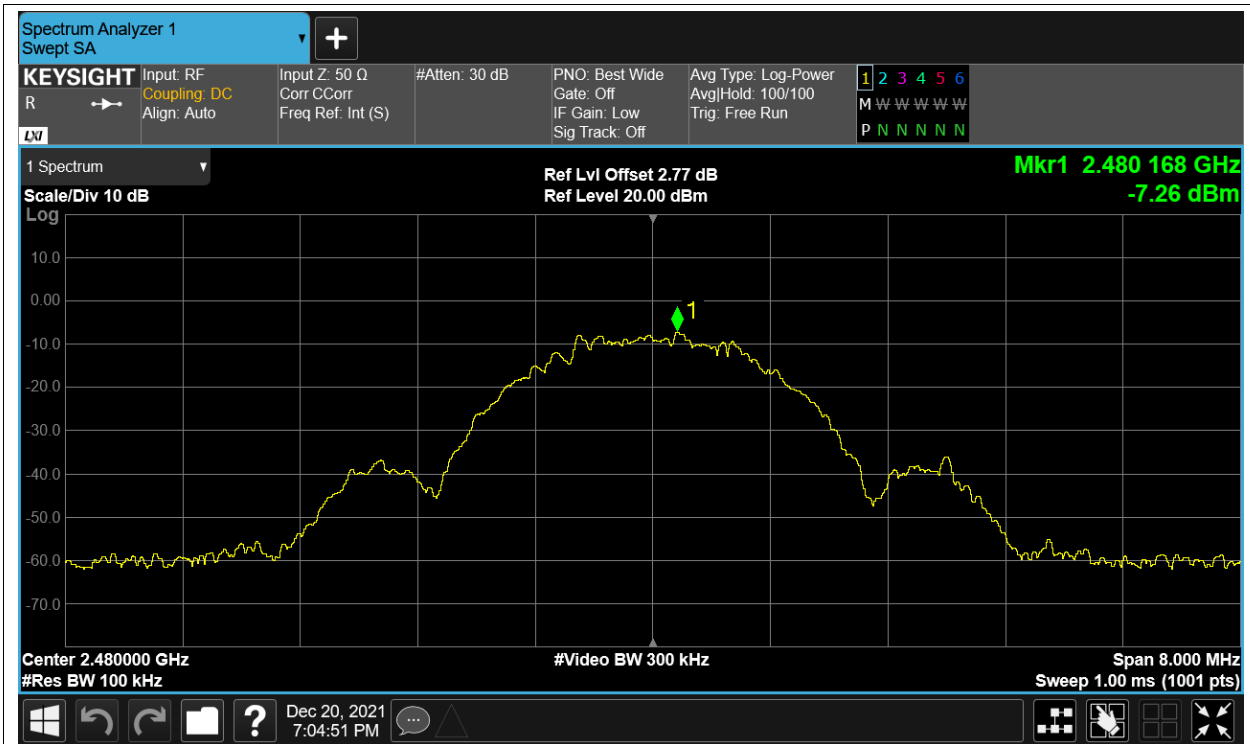 Spectrum Analyzer 1
Swept SA
KEYSIGHT
R
LXI
Input: RF
Coupling: DC
Align: Auto
Input Z: 50 Ω
Corr CCorr
Freq Ref: Int (S)
#Atten: 30 dB
PNO: Best Wide
Gate: Off
IF Gain: Low
Sig Track: Off
Avg Type: Log-Power
Avg|Hold: 100/100
Trig: Free Run
1 2 3 4 5 6
M W W W W W W
P N N N N N N
1 Spectrum
Scale/Div 10 dB
Log
Ref Lvl Offset 2.77 dB
Ref Level 20.00 dBm
Mkr1 2.480 168 GHz
-7.26 dBm
10.0
0.00
1
-10.0
-20.0
-30.0
-40.0
-50.0
-60.0
-70.0
Center 2.480000 GHz
#Video BW 300 kHz
Span 8.000 MHz
#Res BW 100 kHz
Sweep 1.00 ms (1001 pts)
?
Dec 20, 2021
7:04:51 PM